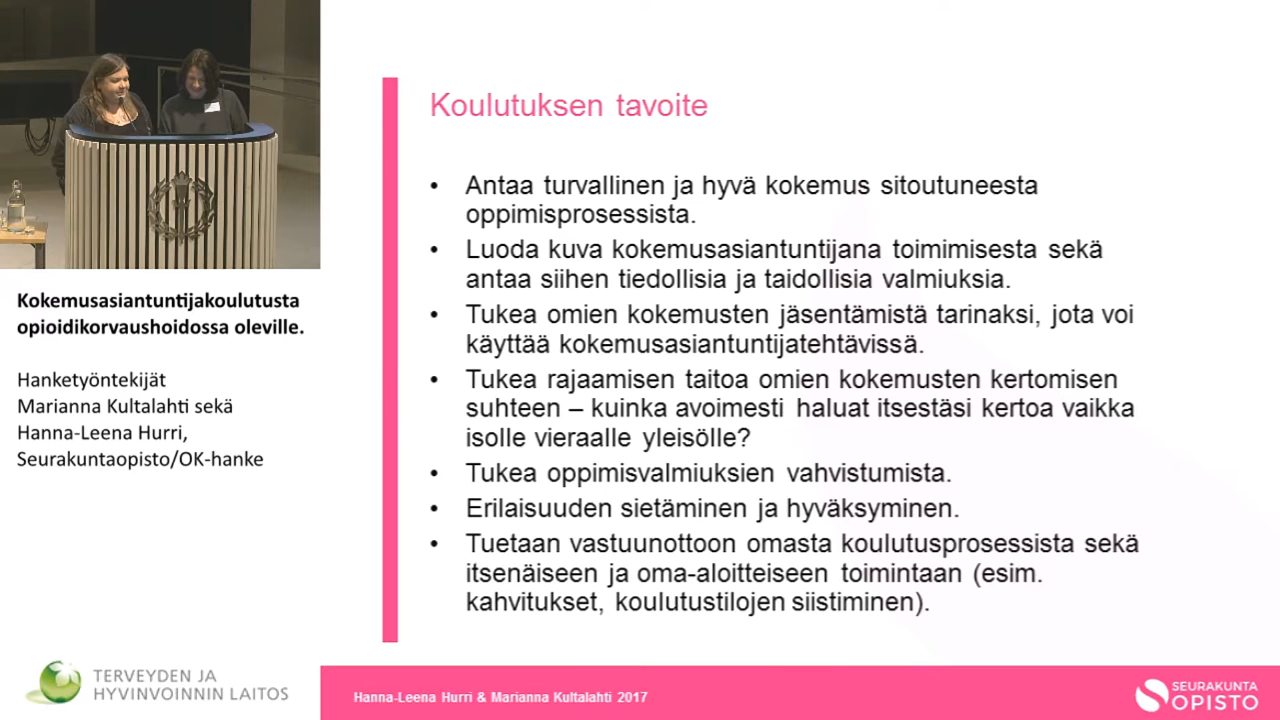 Koulutuksen tavoite
• Antaa turvallinen ja hyvä kokemus sitoutuneesta
oppimisprosessista.
• Luoda kuva kokemusasiantuntijana toimimisesta sekä
antaa siihen tiedollisia ja taidollisia valmiuksia.
• Tukea omien kokemusten jäsentämistä tarinaksi, jota voi
käyttää kokemusasiantuntijatehtävissä.
• Tukea rajaamisen taitoa omien kokemusten kertomisen
suhteen – kuinka avoimesti haluat itsestäsi kertoa vaikka
isolle vieraalle yleisölle?
• Tukea oppimisvalmiuksien vahvistumista.
• Erilaisuuden sietäminen ja hyväksyminen.
• Tuetaan vastuunottoon omasta koulutusprosessista sekä
itsenäiseen ja oma-aloitteiseen toimintaan (esim.
kahvitukset, koulutustilojen siistiminen).
Kokemusasiantuntijakoulutusta
opioidikorvaushoidossa oleville.
Hanketyöntekijät
Marianna Kultalahti sekä
Hanna-Leena Hurri,
Seurakuntaopisto/OK-hanke
TERVEYDEN JA
HYVINVOINNIN LAITOS
Hanna-Leena Hurri & Marianna Kultalahti 2017
SEURAKUNTA
OPISTO